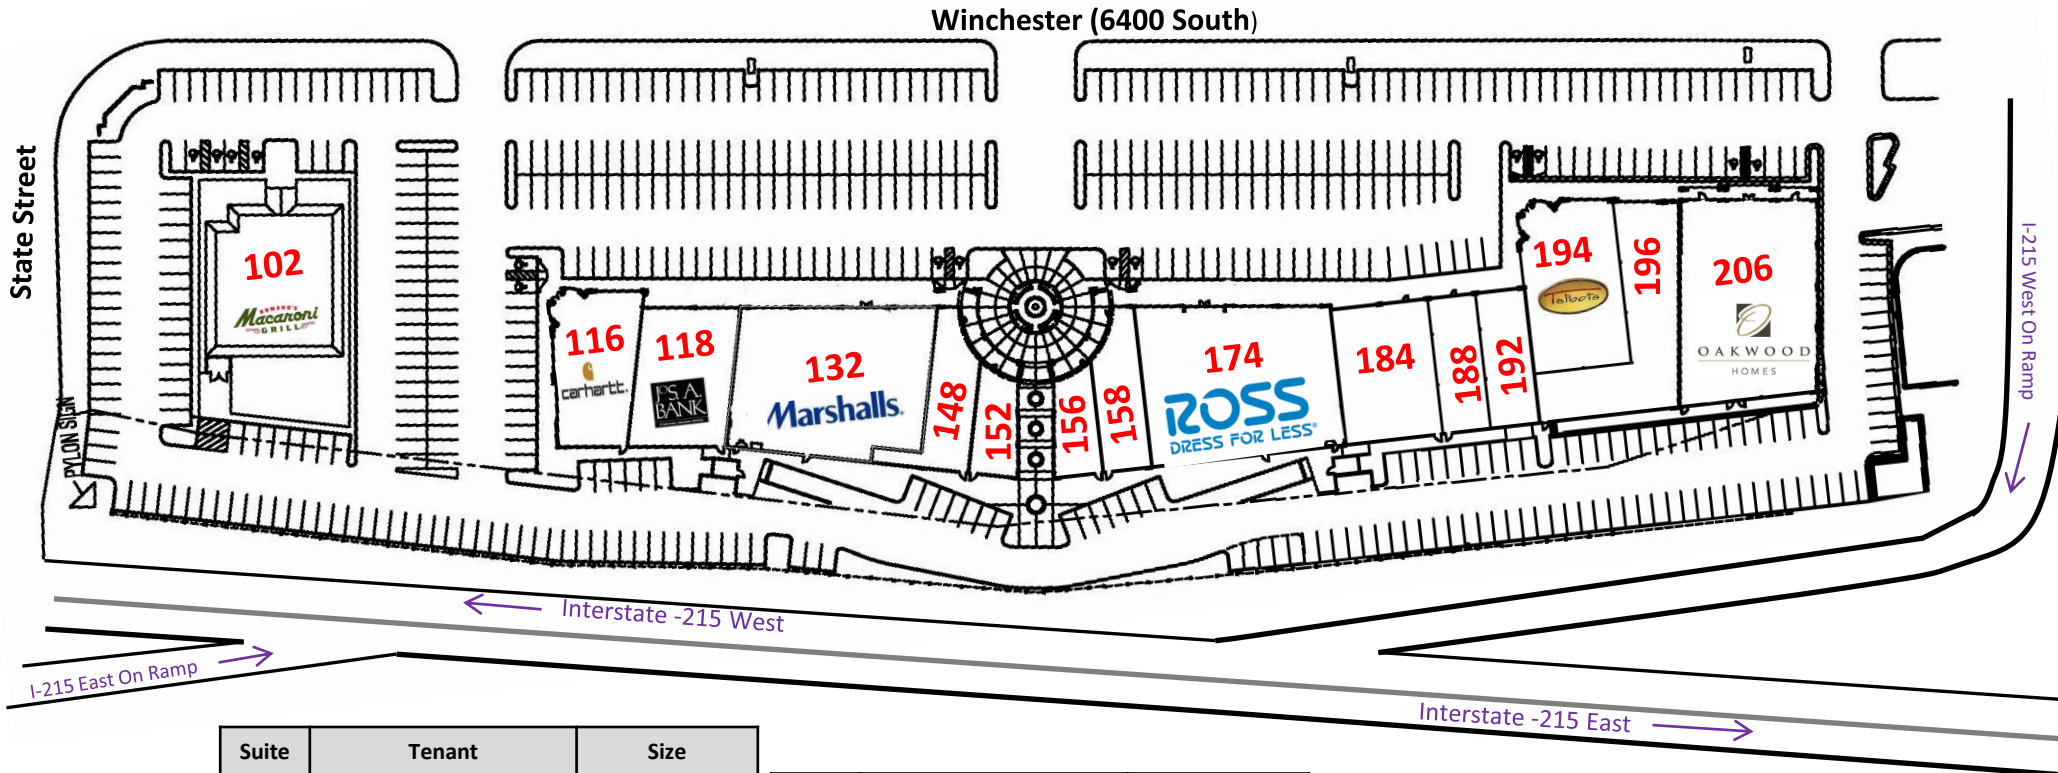 Winchester (6400 South)
State Street
I-215 West On Ramp
102
ROMANO'S
Macaroni
GRILL
116
carhartt.
118
JOS. A.
BANK
132
Marshalls.
148
152
156
158
174
ROSS
DRESS FOR LESS®
184
188
192
194
Talbots
196
206
OAKWOOD
HOMES
PYLON SIGN
Interstate -215 West
I-215 East On Ramp
Interstate -215 East
Suite Tenant Size